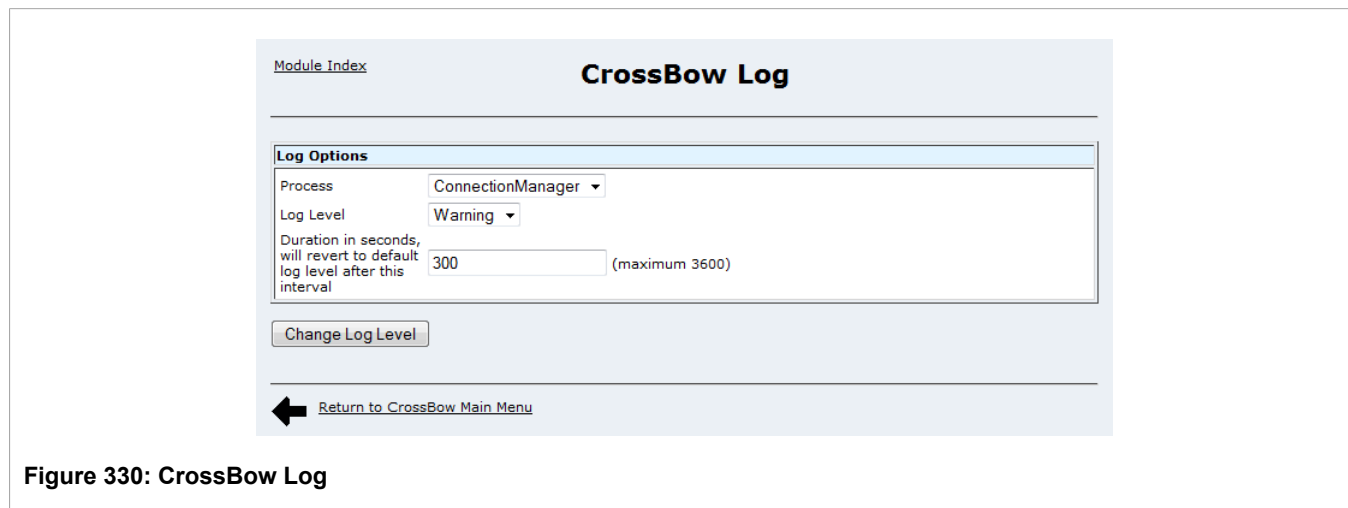 Module Index
CrossBow Log
Log Options
Process
ConnectionManager
Log Level
Warning
Duration in seconds,
will revert to default
log level after this
interval
300
(maximum 3600)
Change Log Level
Return to CrossBow Main Menu
Figure 330: CrossBow Log